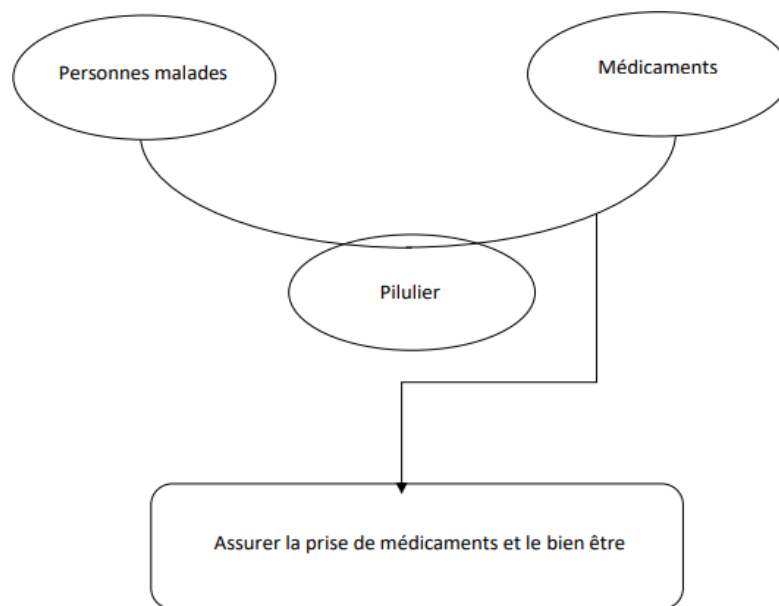 Personnes malades
Médicaments
Pilulier
Assurer la prise de médicaments et le bien être